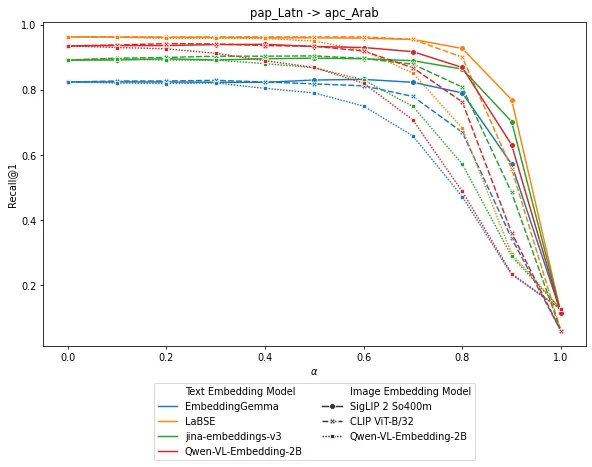 pap_Latn -> apc_Arab
Recall@1
1.0
0.8
0.6
0.4
0.2
0.0 0.2 0.4 0.6 0.8 1.0
α
Text Embedding Model
EmbeddingGemma
LaBSE
jina-embeddings-v3
Qwen-VL-Embedding-2B
Image Embedding Model
SigLIP 2 So400m
CLIP ViT-B/32
Qwen-VL-Embedding-2B